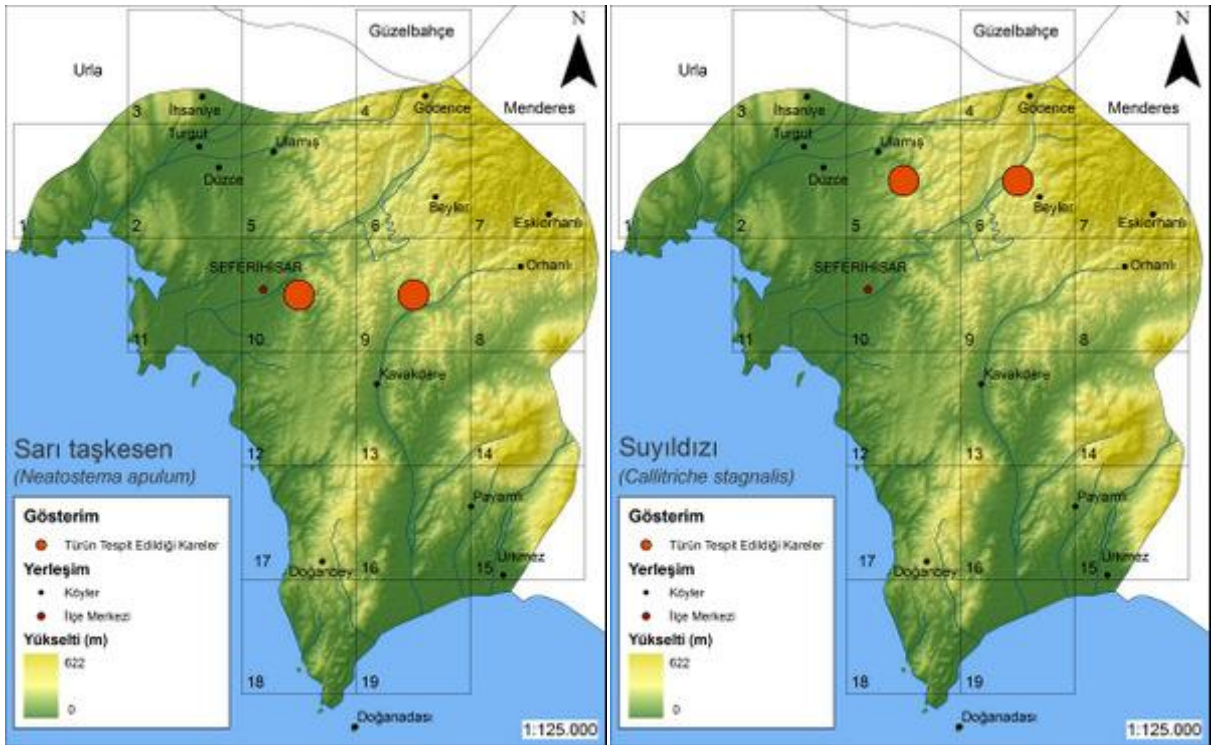 N
Güzelbahçe
Urla
Menderes
3
4
İhsaniye
Gödence
Turgut
Ulamış
Düzce
Beyler
Eskiorhanlı
1
2
5
6
7
SEFERİHİSAR
Orhanlı
11
10
9
8
Kavakdere
Sarı taşkesen
(Neatostema apulum)
12
13
14
Payamlı
Gösterim
Türün Tespit Edildiği Kareler
Yerleşim
Köyler
İlçe Merkezi
Yükselti (m)
622
0
Ürkmez
Doğanbey
17
16
15
18
19
Doğanadası
1:125.000
N
Güzelbahçe
Urla
Menderes
3
4
İhsaniye
Gödence
Turgut
Ulamış
Düzce
Beyler
Eskiorhanlı
1
2
5
6
7
SEFERİHİSAR
Orhanlı
11
10
9
8
Kavakdere
Suyıldızı
(Callitriche stagnalis)
12
13
14
Payamlı
Gösterim
Türün Tespit Edildiği Kareler
Yerleşim
Köyler
İlçe Merkezi
Yükselti (m)
622
0
Ürkmez
Doğanbey
17
16
15
18
19
Doğanadası
1:125.000